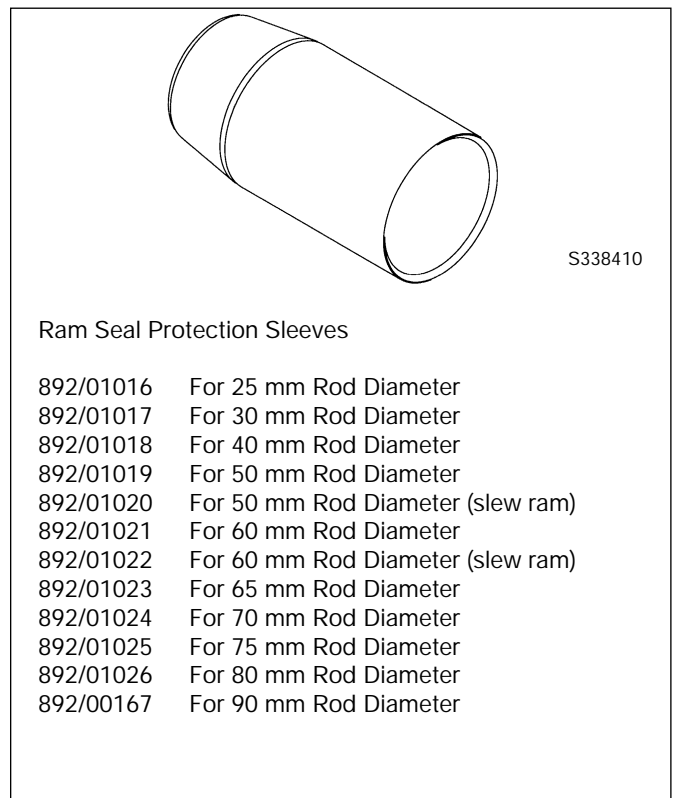 S338410
Ram Seal Protection Sleeves
892/01016 For 25 mm Rod Diameter
892/01017 For 30 mm Rod Diameter
892/01018 For 40 mm Rod Diameter
892/01019 For 50 mm Rod Diameter
892/01020 For 50 mm Rod Diameter (slew ram)
892/01021 For 60 mm Rod Diameter
892/01022 For 60 mm Rod Diameter (slew ram)
892/01023 For 65 mm Rod Diameter
892/01024 For 70 mm Rod Diameter
892/01025 For 75 mm Rod Diameter
892/01026 For 80 mm Rod Diameter
892/00167 For 90 mm Rod Diameter